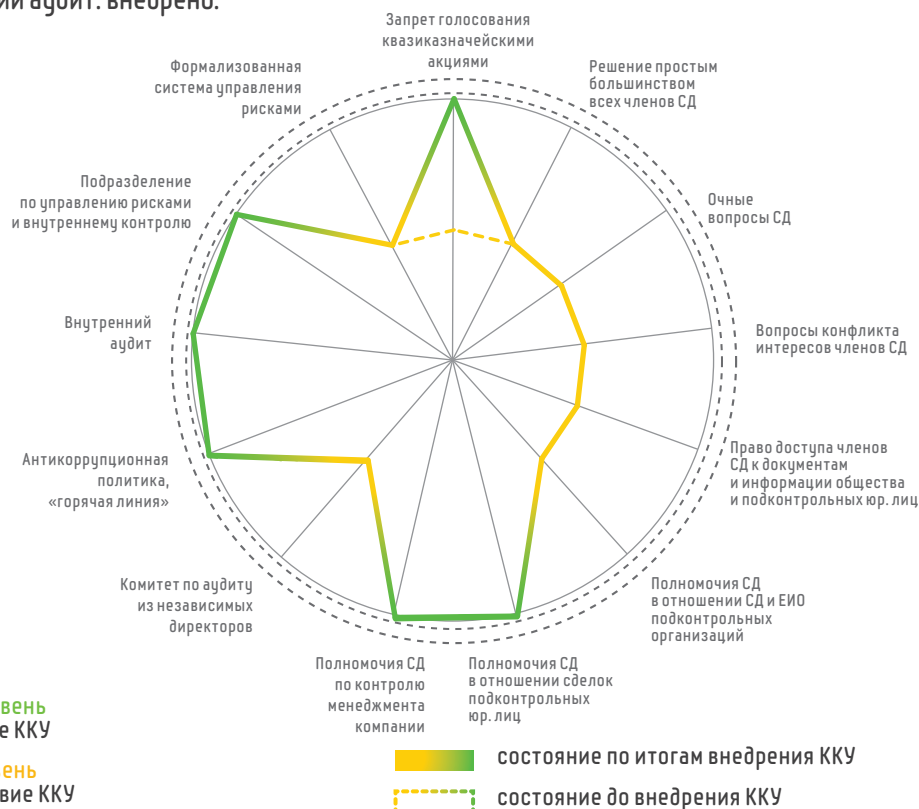 аудит: внедрено.
Запрет голосования
квазиказначейскими
акциями
Решение простым
большинством
всех членов СД
Очные
вопросы СД
Вопросы конфликта
интересов членов СД
Право доступа членов
СД к документам
и информации общества
и подконтрольных юр. лиц
Полномочия СД
в отношении СД и ЕИО
подконтрольных
организаций
Полномочия СД
в отношении сделок
подконтрольных
юр. лиц
Полномочия СД
по контролю
менеджмента
компании
Комитет по аудиту
из независимых
директоров
Антикоррупционная
политика,
«горячая линия»
Внутренний
аудит
Подразделение
по управлению рисками
и внутреннему контролю
Формализованная
система управления
рисками
ККУ
ККУ
состояние по итогам внедрения ККУ
состояние до внедрения ККУ